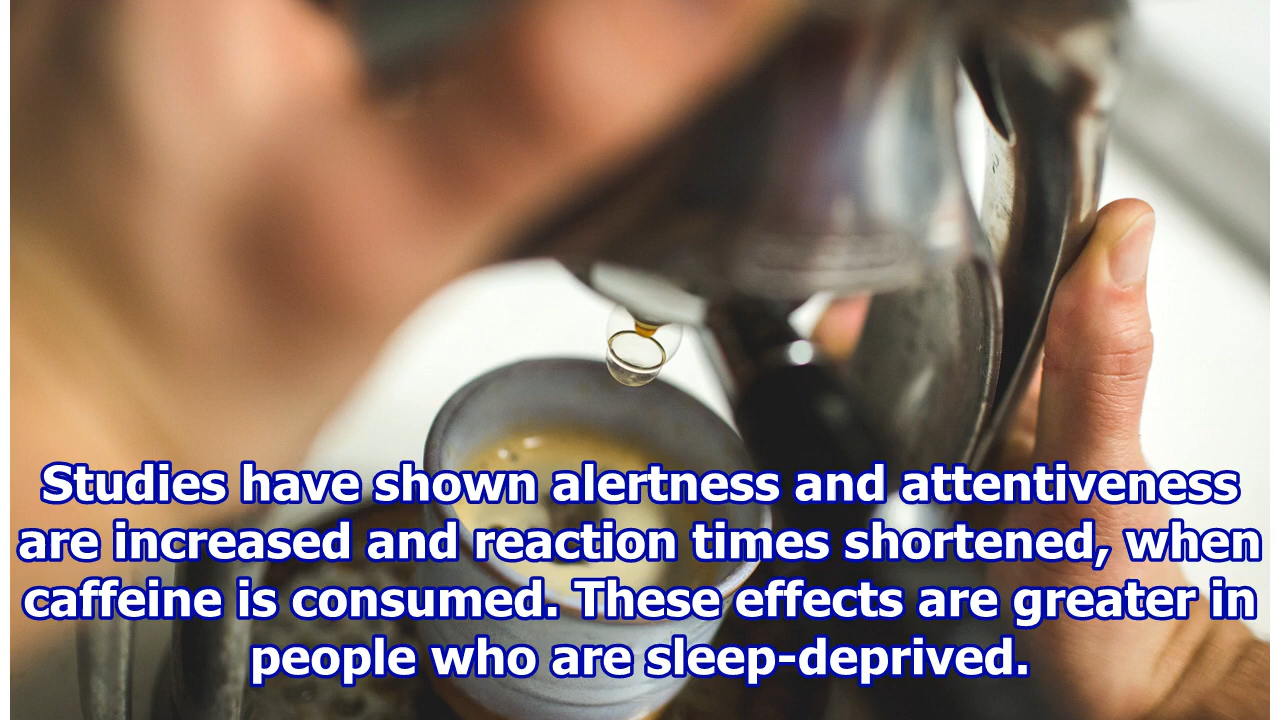 Studies have shown alertness and attentiveness
are increased and reaction times shortened, when
caffeine is consumed. These effects are greater in
people who are sleep-deprived.